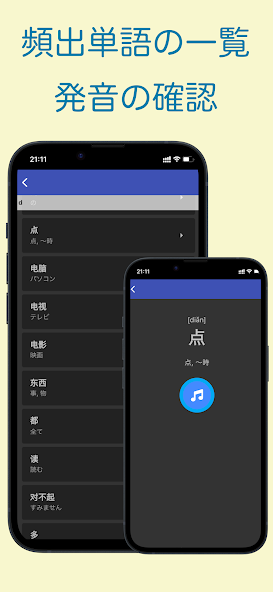 頻出単語の一覧
発音の確認
21:11
d
点
点, 〜時
电脑
パソコン
电视
テレビ
电影
映画
东西
事, 物
都
全て
读
読む
对不起
すみません
多
21:11
[diǎn]
点
点, 〜時